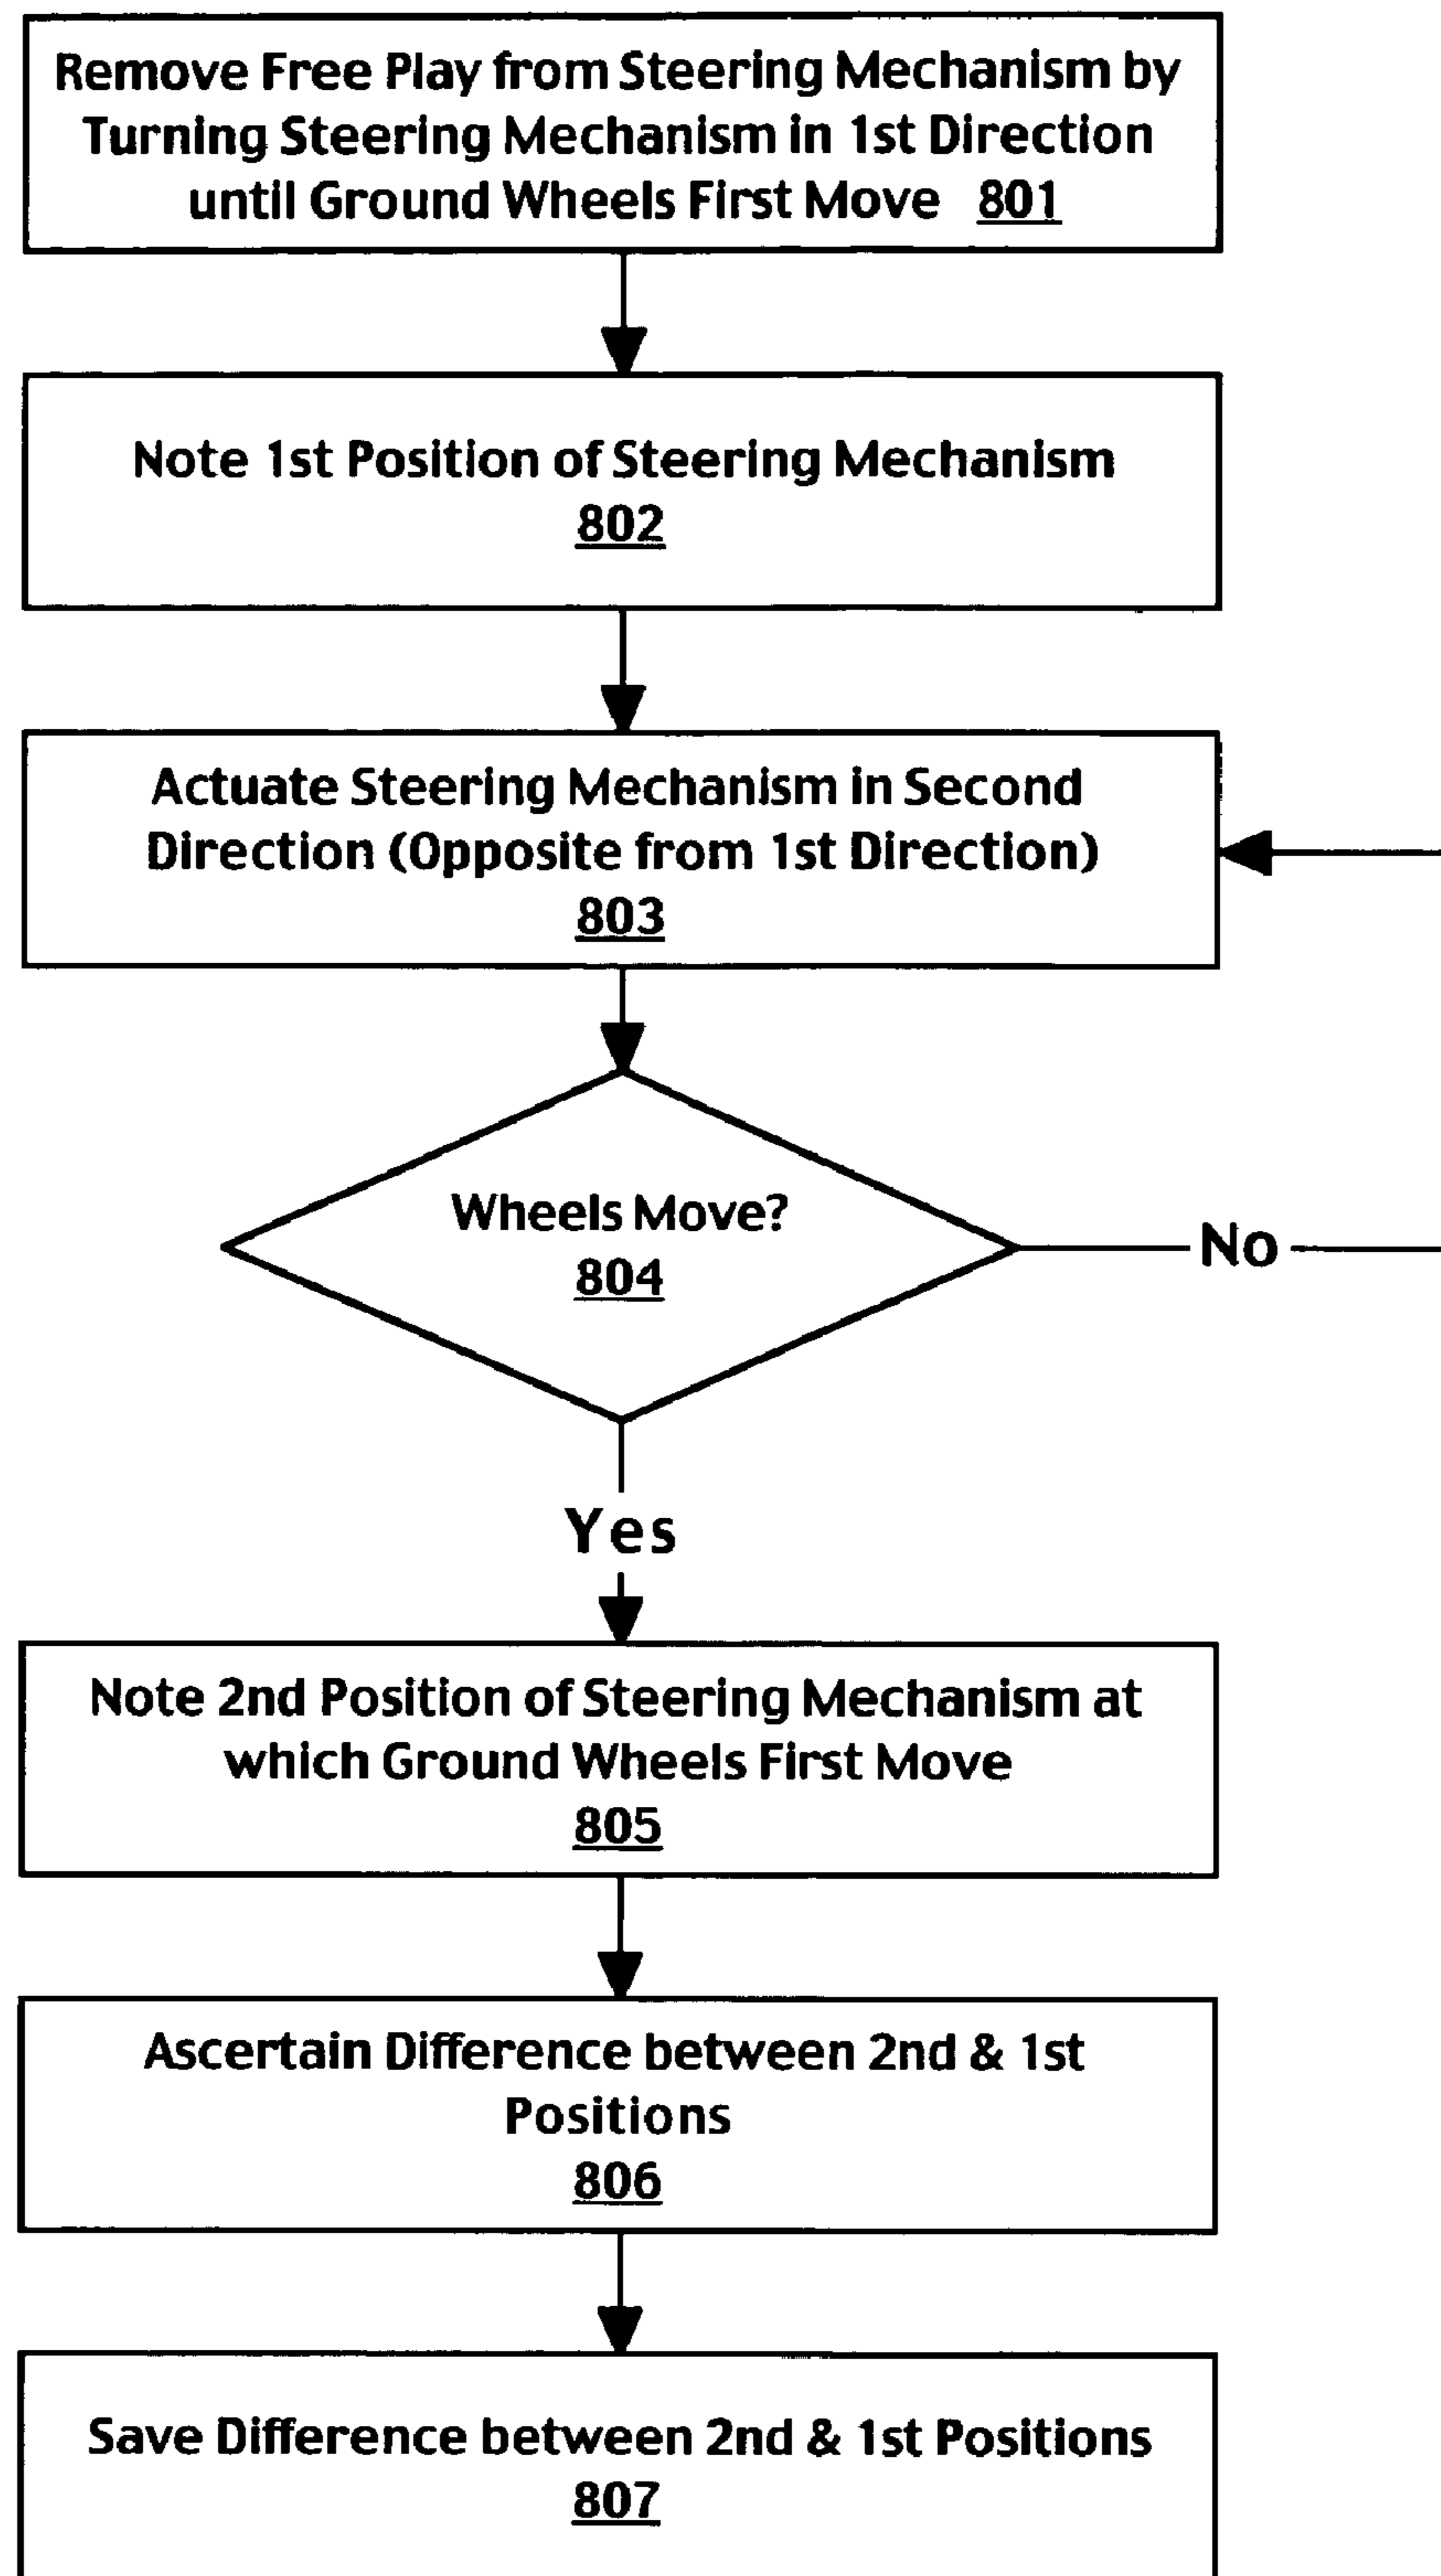 Remove Free Play from Steering Mechanism by
Turning Steering Mechanism in 1st Direction
until Ground Wheels First Move 801
Note 1st Position of Steering Mechanism
802
Actuate Steering Mechanism in Second
Direction (Opposite from 1st Direction)
803
Wheels Move?
804
No
Yes
Note 2nd Position of Steering Mechanism at
which Ground Wheels First Move
805
Ascertain Difference between 2nd & 1st
Positions
806
Save Difference between 2nd & 1st Positions
807